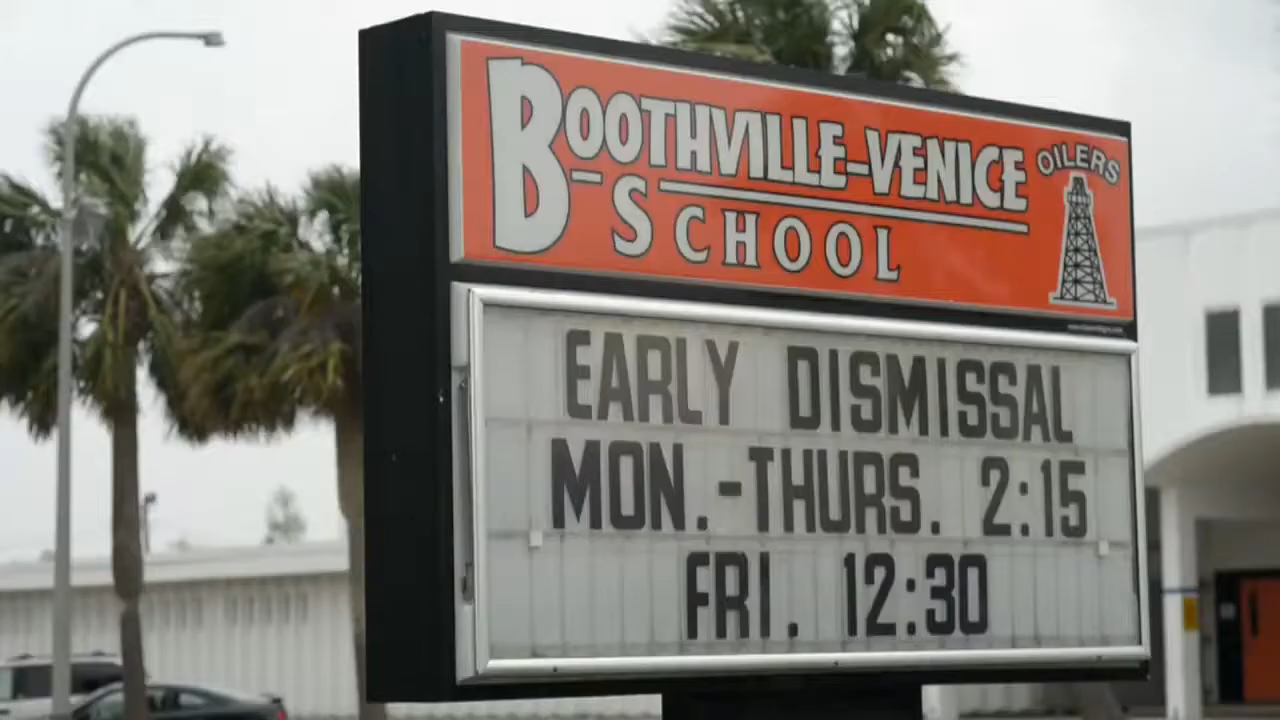 BOOTHVILLE-VENICE
SCHOOL
OILERS
EARLY DISMISSAL
MON.-THURS. 2:15
FRI. 12:30